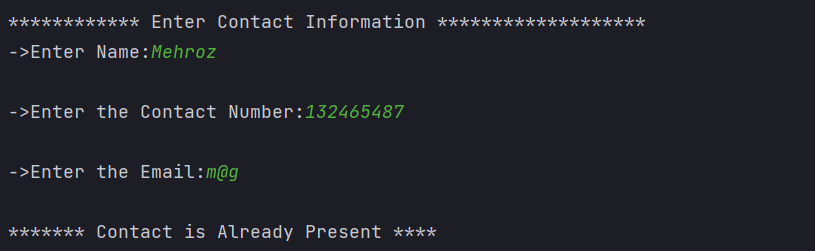 ************ Enter Contact Information *******************
->Enter Name:Mehroz
->Enter the Contact Number:132465487
->Enter the Email:m@g
******* Contact is Already Present ****